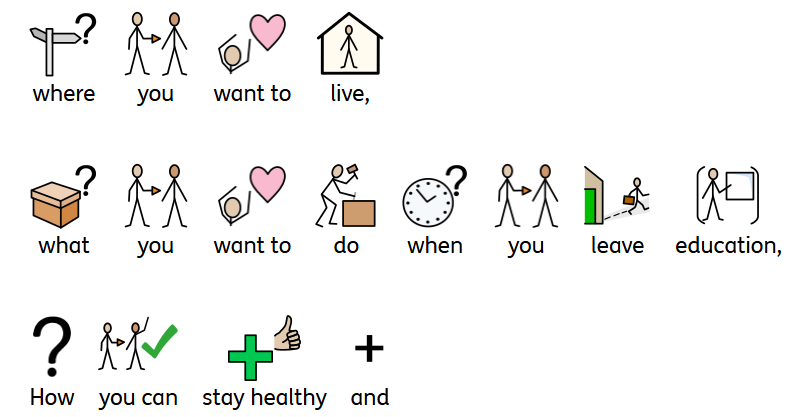 where you want to live,
what you want to do when you leave education,
How you can stay healthy and